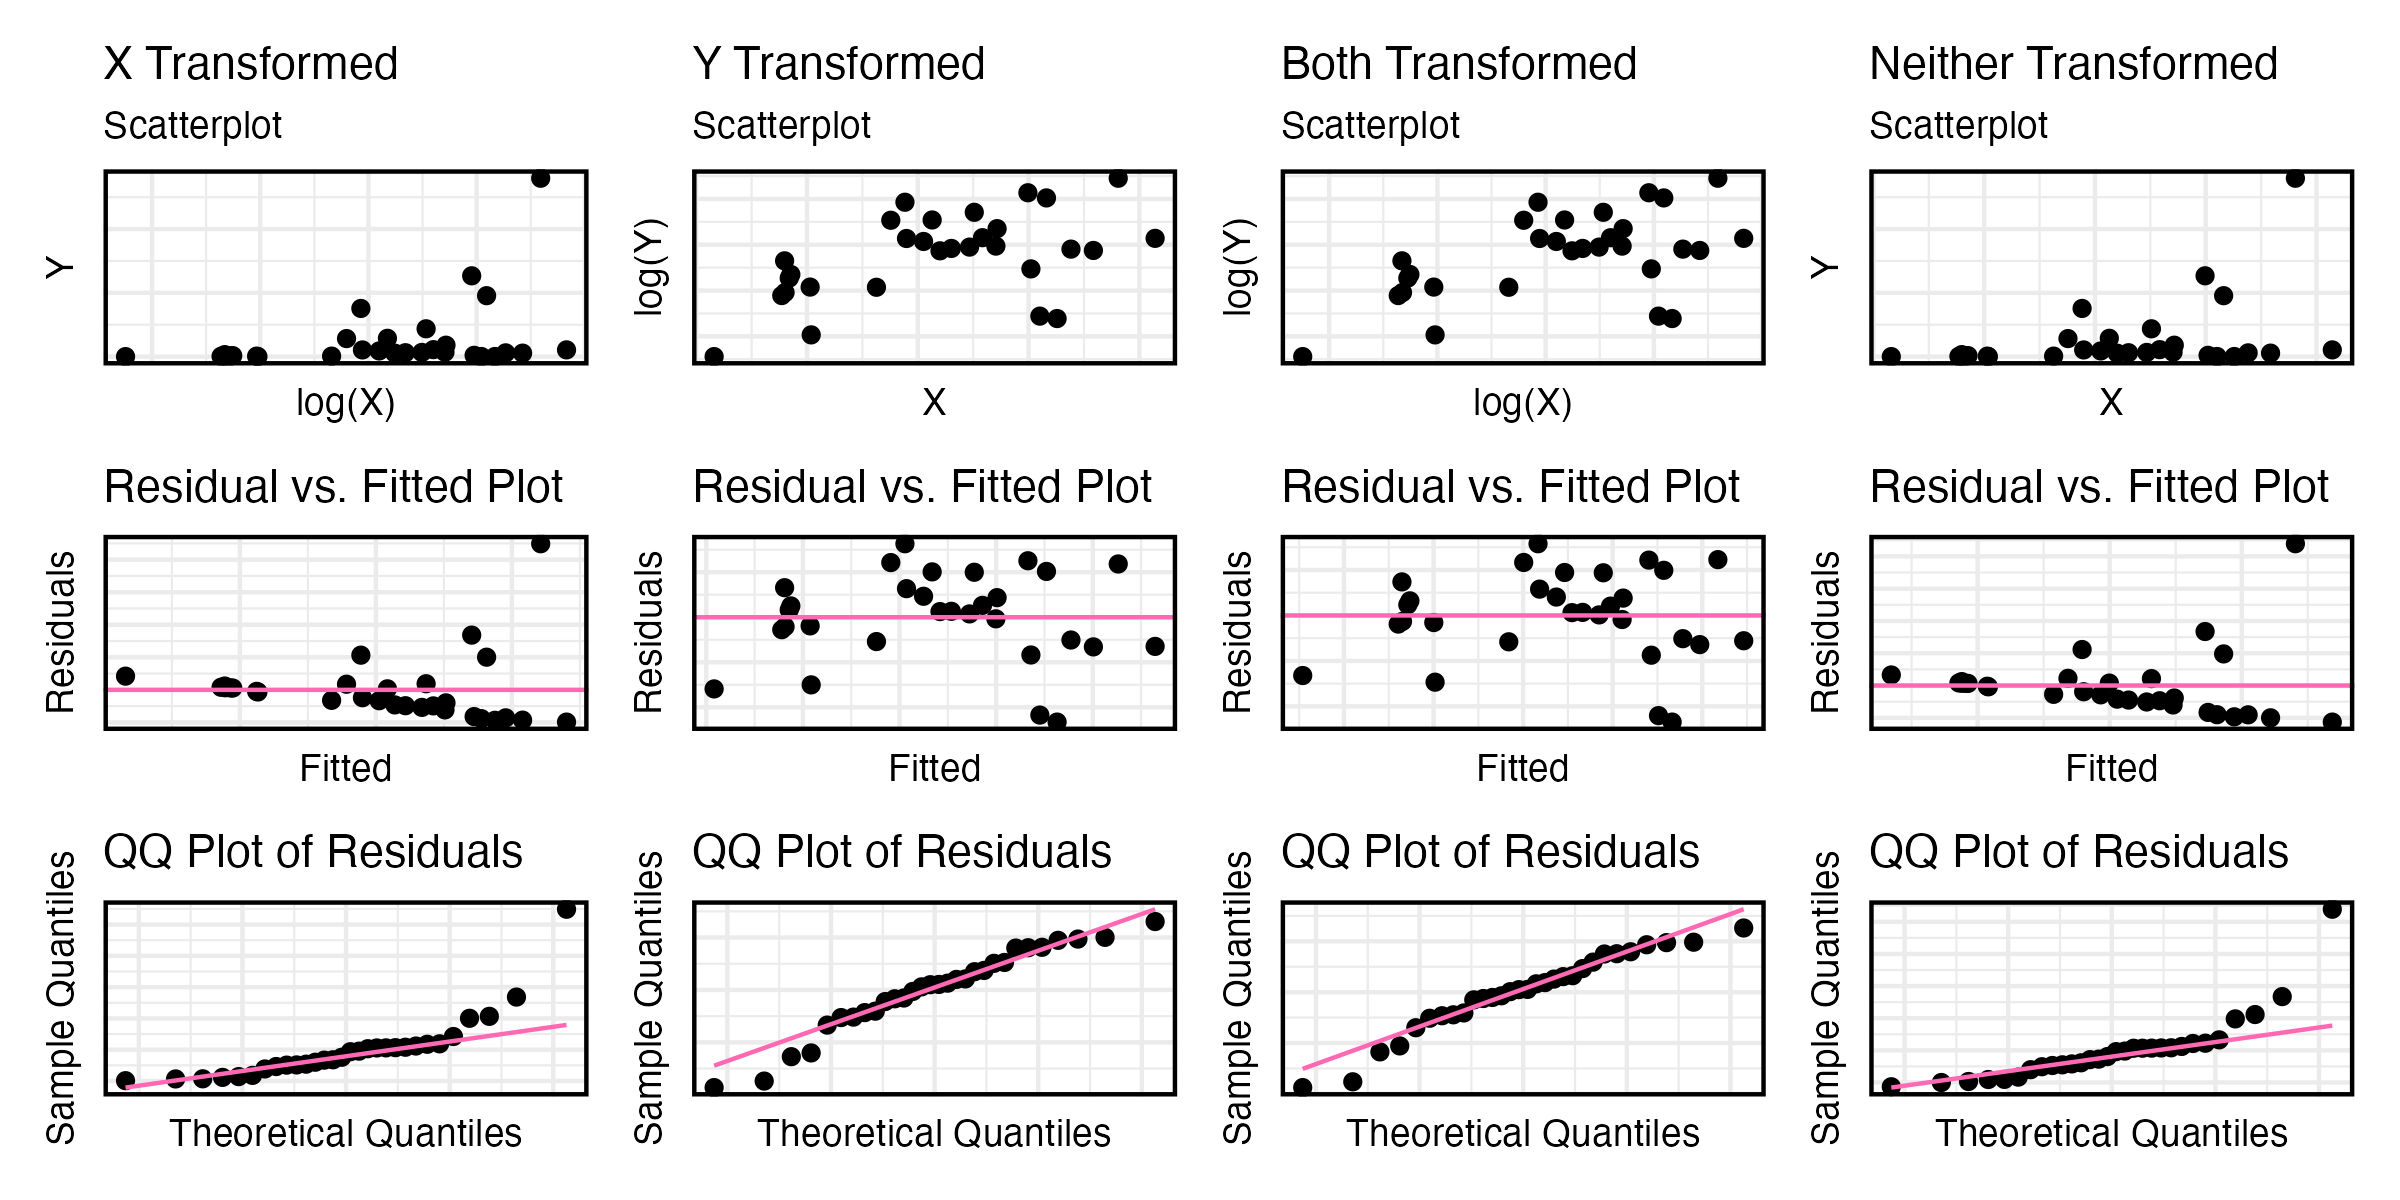 X Transformed
Y Transformed
Both Transformed
Neither Transformed
Scatterplot
Scatterplot
Scatterplot
Scatterplot
Y
log(Y)
log(Y)
Y
log(X)
X
log(X)
X
Residual vs. Fitted Plot
Residual vs. Fitted Plot
Residual vs. Fitted Plot
Residual vs. Fitted Plot
Residuals
Residuals
Residuals
Residuals
Fitted
Fitted
Fitted
Fitted
QQ Plot of Residuals
QQ Plot of Residuals
QQ Plot of Residuals
QQ Plot of Residuals
Sample Quantiles
Sample Quantiles
Sample Quantiles
Sample Quantiles
Theoretical Quantiles
Theoretical Quantiles
Theoretical Quantiles
Theoretical Quantiles